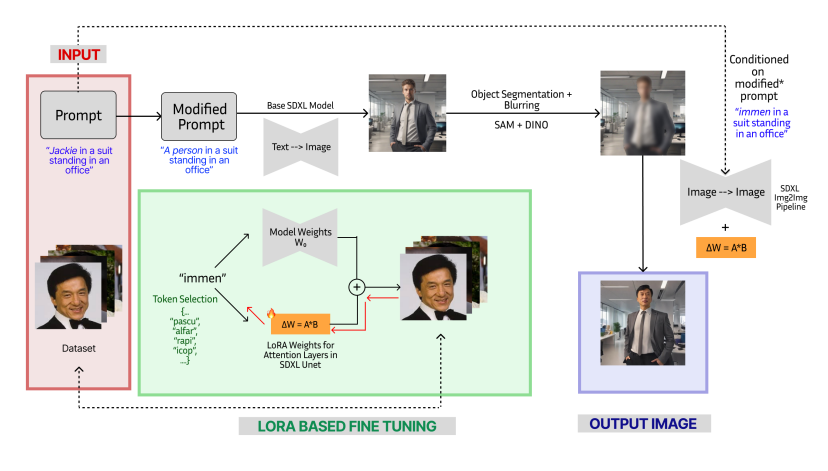 INPUT
Prompt
"Jackie in a suit
standing in an
office"
Modified
Prompt
"A person in a suit
standing in an
office"
Base SDXL Model
Text --> Image
Object Segmentation +
Blurring
SAM + DINO
Conditioned
on
modified*
prompt
"immen in a
suit standing
in an office"
Image --> Image
SDXL
Img2Img
Pipeline
+
ΔW = A*B
Dataset
Model Weights
W₀
"immen"
Token Selection
{..
"pascu",
"alfar",
"rapi",
"icop",
...}
+
ΔW = A*B
LoRA Weights for
Attention Layers in
SDXL Unet
LORA BASED FINE TUNING
OUTPUT IMAGE